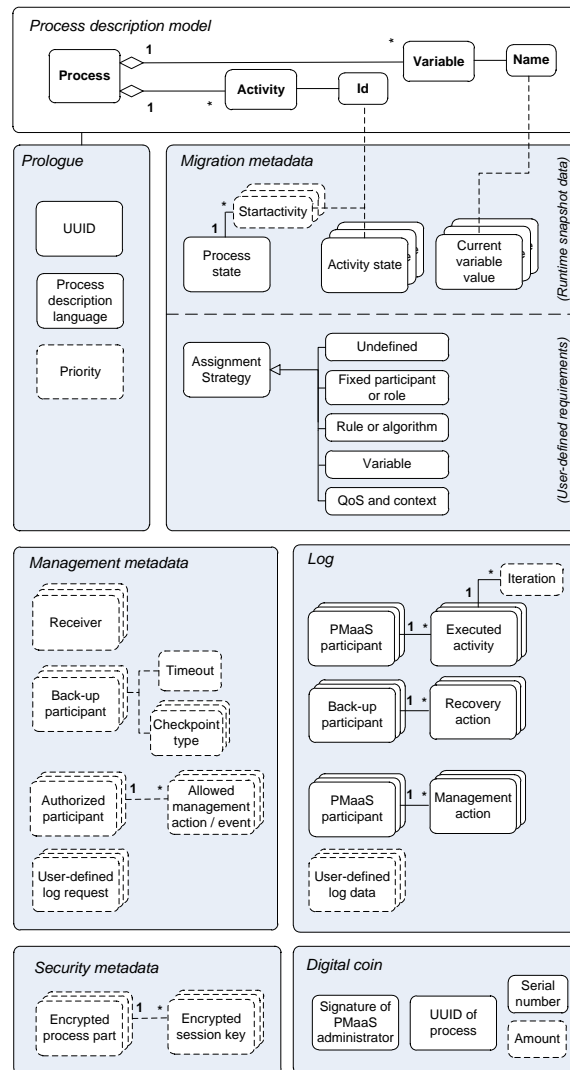 Process description model
1
*
Process
Variable
Name
Activity
Id
1
*
Prologue
UUID
Process
description
language
Priority
Migration metadata
(Runtime snapshot data)
*
Startactivity
1
Process
state
Activity state
e
Current
variable
value
e
Assignment
Strategy
Undefined
Fixed participant
or role
Rule or algorithm
Variable
QoS and context
(User-defined requirements)
Management metadata
Receiver
Back-up
participant
Timeout
Checkpoint
type
Authorized
participant
1
*
Allowed
management
action / event
User-defined
log request
Log
*
Iteration
1
PMaaS
participant
1
*
Executed
activity
Back-up
participant
1
*
Recovery
action
PMaaS
participant
1
*
Management
action
User-defined
log data
Security metadata
Encrypted
process part
1
*
Encrypted
session key
Digital coin
Signature of
PMaaS
administrator
UUID of
process
Serial
number
Amount